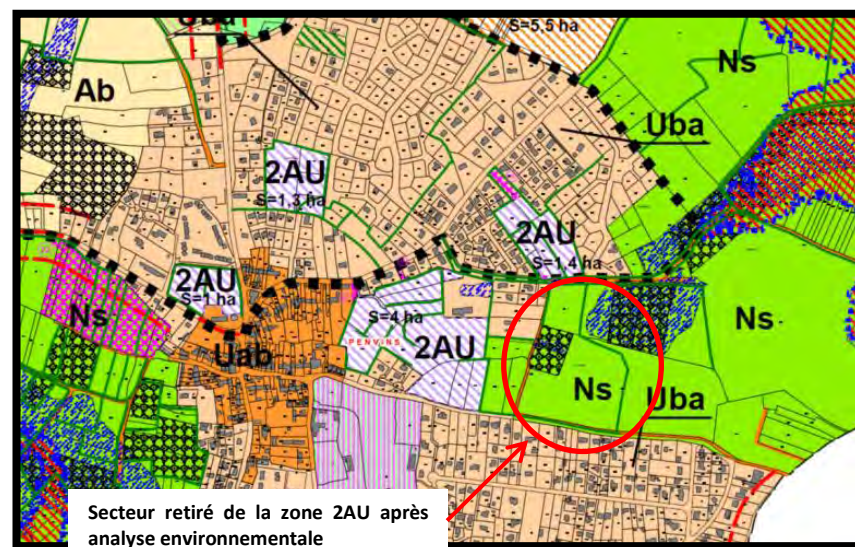 Uba
S=5,5 ha
Ns
Ab
Uba
2AU
S=1,3 ha
2AU
S=1,4 ha
2AU
S=1 ha
Ns
S=4 ha
PENVINS
2AU
Uab
Ns
Ns
Uba
Secteur retiré de la zone 2AU après
analyse environnementale